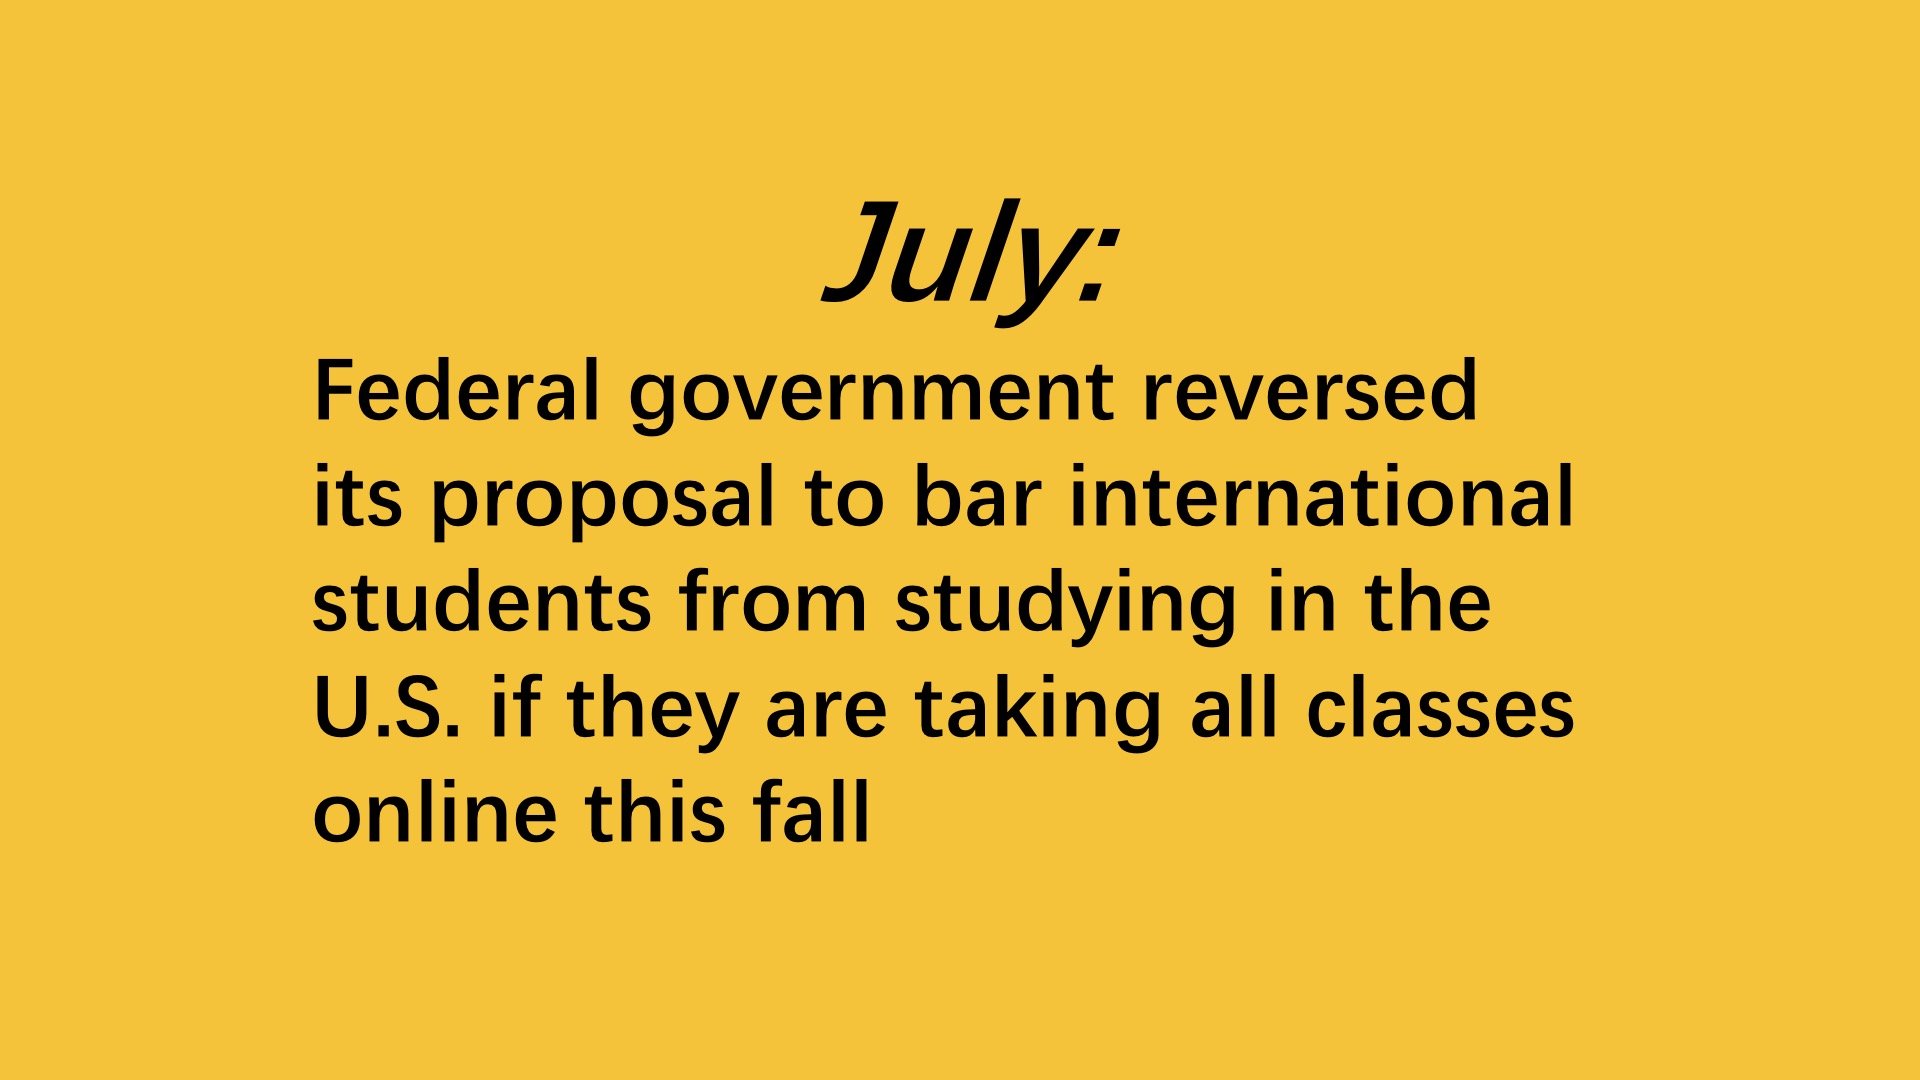 July:
Federal government reversed
its proposal to bar international
students from studying in the
U.S. if they are taking all classes
online this fall